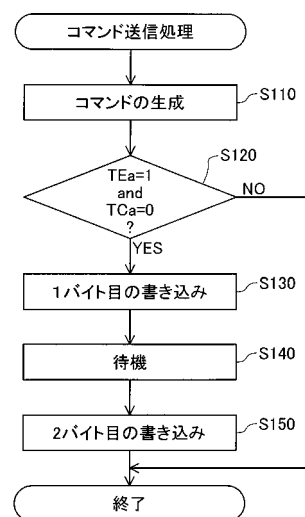 コマンド送信処理
コマンドの生成
S110
S120
TEa=1
and
TCa=0
?
NO
YES
1バイト目の書き込み
S130
待機
S140
2バイト目の書き込み
S150
終了